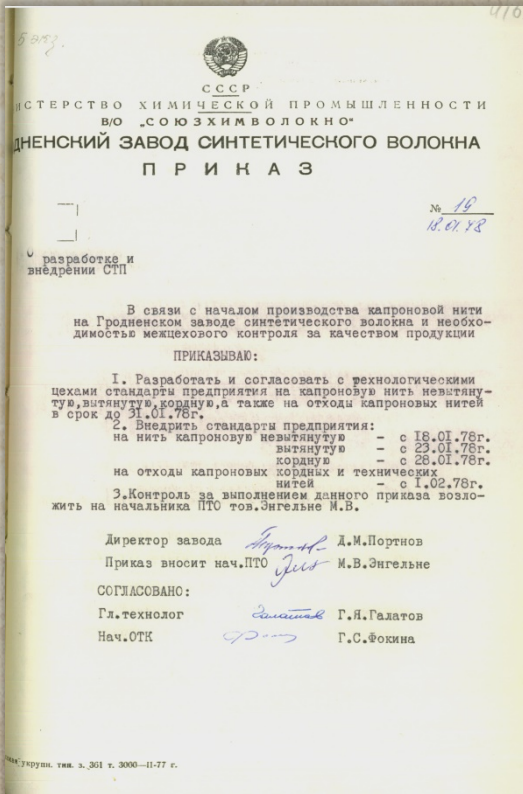 5 экз.
СССР
ИСТЕРСТВО ХИМИЧЕСКОЙ ПРОМЫШЛЕННОСТИ
В/О „СОЮЗХИМВОЛОКНО"
ДНЕНСКИЙ ЗАВОД СИНТЕТИЧЕСКОГО ВОЛОКНА
ПРИКАЗ
№ 19
18.01.78
О разработке и
внедрении СТП
В связи с началом производства капроновой нити
на Гродненском заводе синтетического волокна и необхо-
димостью межцехового контроля за качеством продукции
ПРИКАЗЫВАЮ:
I. Разработать и согласовать с технологическими
цехами стандарты предприятия на капроновую нить невытяну-
тую,вытянутую,кордную,а также на отходы капроновых нитей
в срок до 31.01.78г.
2. Внедрить стандарты предприятия:
на нить капроновую невытянутую - с 18.01.78г.
вытянутую - с 23.01.78г.
кордную - с 28.01.78г.
на отходы капроновых кордных и технических
нитей - с 1.02.78г.
3.Контроль за выполнением данного приказа возло-
жить на начальника ПТО тов.Энгельне М.В.
Директор завода Д.М.Портнов
Приказ вносит нач.ПТО М.В.Энгельне
СОГЛАСОВАНО:
Гл.технолог Галатов Г.Я.Галатов
Нач.ОТК Г.С.Фокина
укрупн. тип. з. 361 т. 3000—II-77 г.